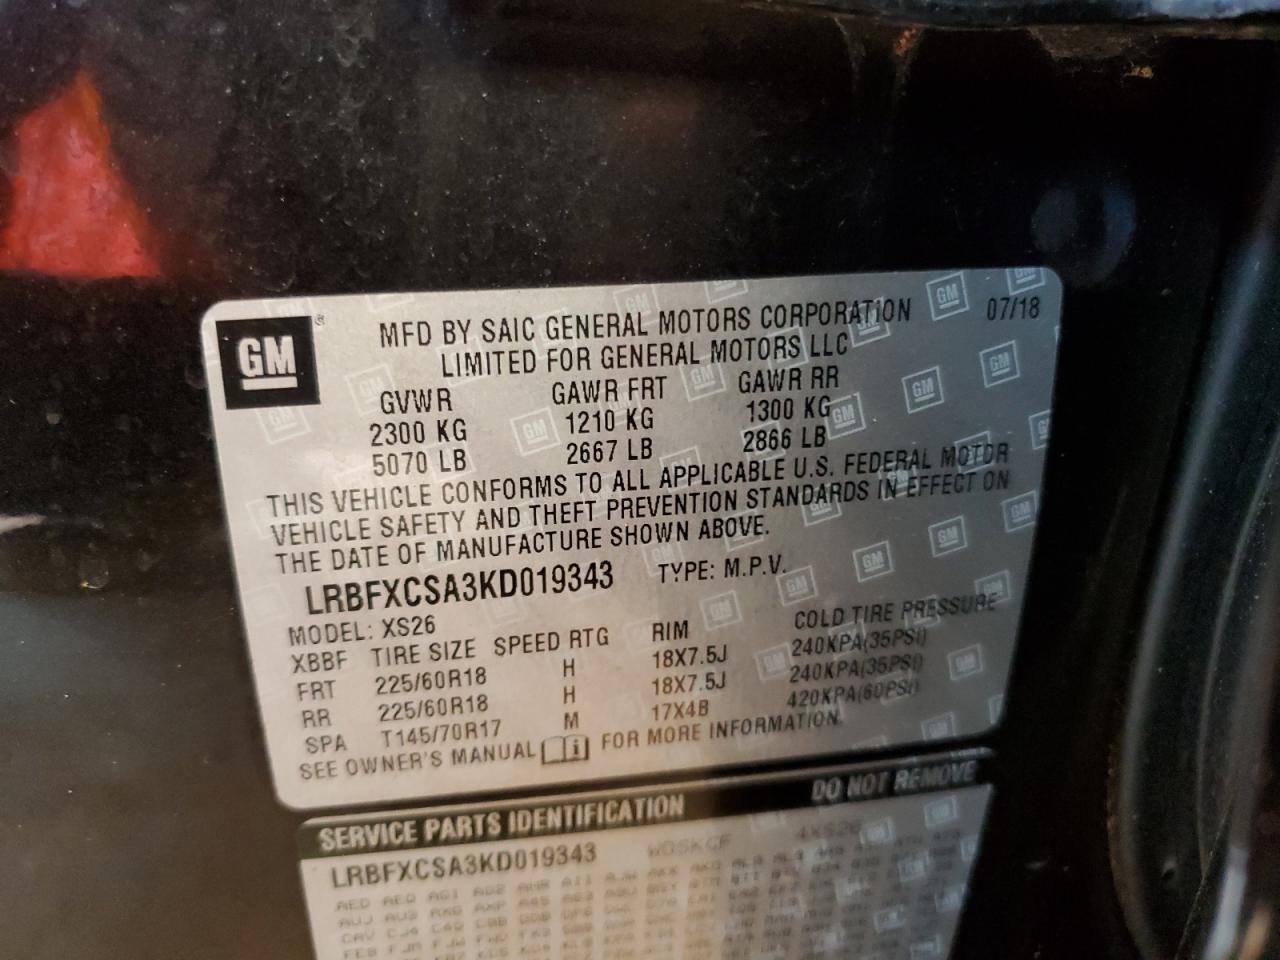 GM
MFD BY SAIC GENERAL MOTORS CORPORATION 07/18
LIMITED FOR GENERAL MOTORS LLC
GVWR GAWR FRT GAWR RR
2300 KG 1210 KG 1300 KG
5070 LB 2667 LB 2866 LB
THIS VEHICLE CONFORMS TO ALL APPLICABLE U.S. FEDERAL MOTOR
VEHICLE SAFETY AND THEFT PREVENTION STANDARDS IN EFFECT ON
THE DATE OF MANUFACTURE SHOWN ABOVE.
LRBFXCSA3KD019343 TYPE: M.P.V.
MODEL: XS26
XBBF TIRE SIZE SPEED RTG RIM COLD TIRE PRESSURE
FRT 225/60R18 H 18X7.5J 240KPA(35PSI)
RR 225/60R18 H 18X7.5J 240KPA(35PSI)
SPA T145/70R17 M 17X4B 420KPA(60PSI)
SEE OWNER'S MANUAL FOR MORE INFORMATION.
SERVICE PARTS IDENTIFICATION DO NOT REMOVE
LRBFXCSA3KD019343 WDSKCF 4XS26